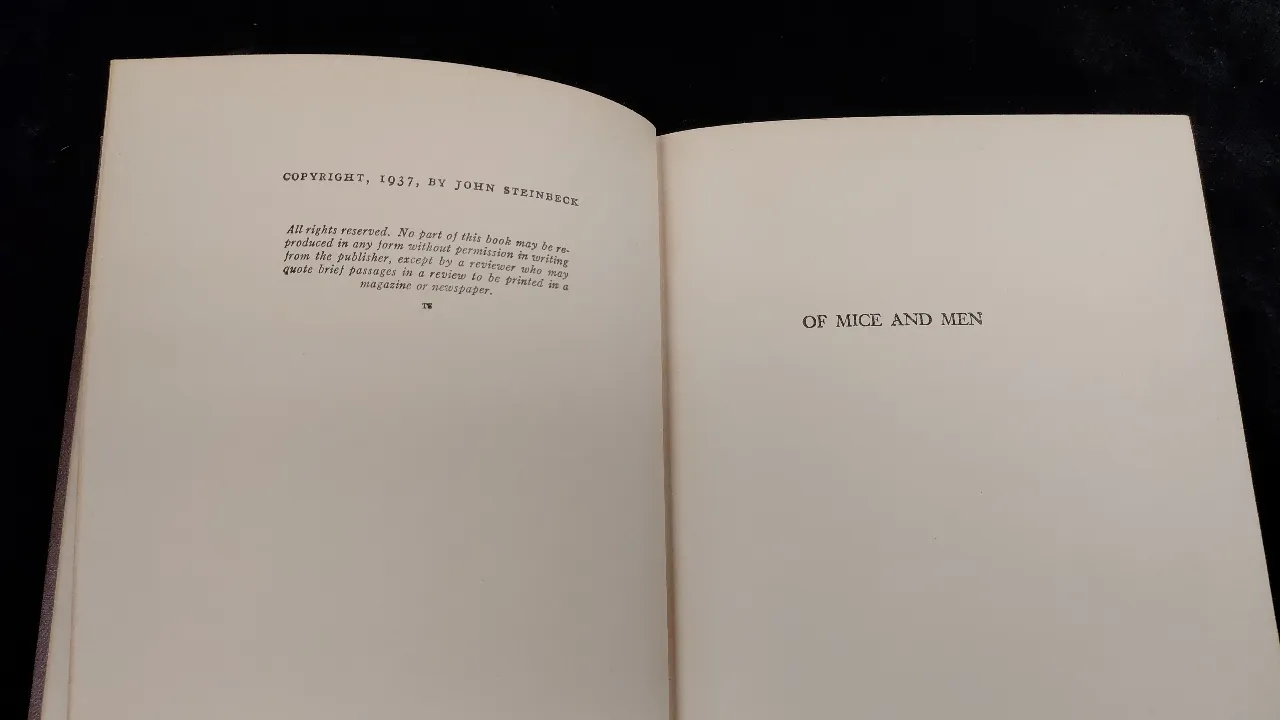 COPYRIGHT, 1937, BY JOHN STEINBECK
All rights reserved. No part of this book may be re-
produced in any form without permission in writing
from the publisher, except by a reviewer who may
quote brief passages in a review to be printed in a
magazine or newspaper.
OF MICE AND MEN